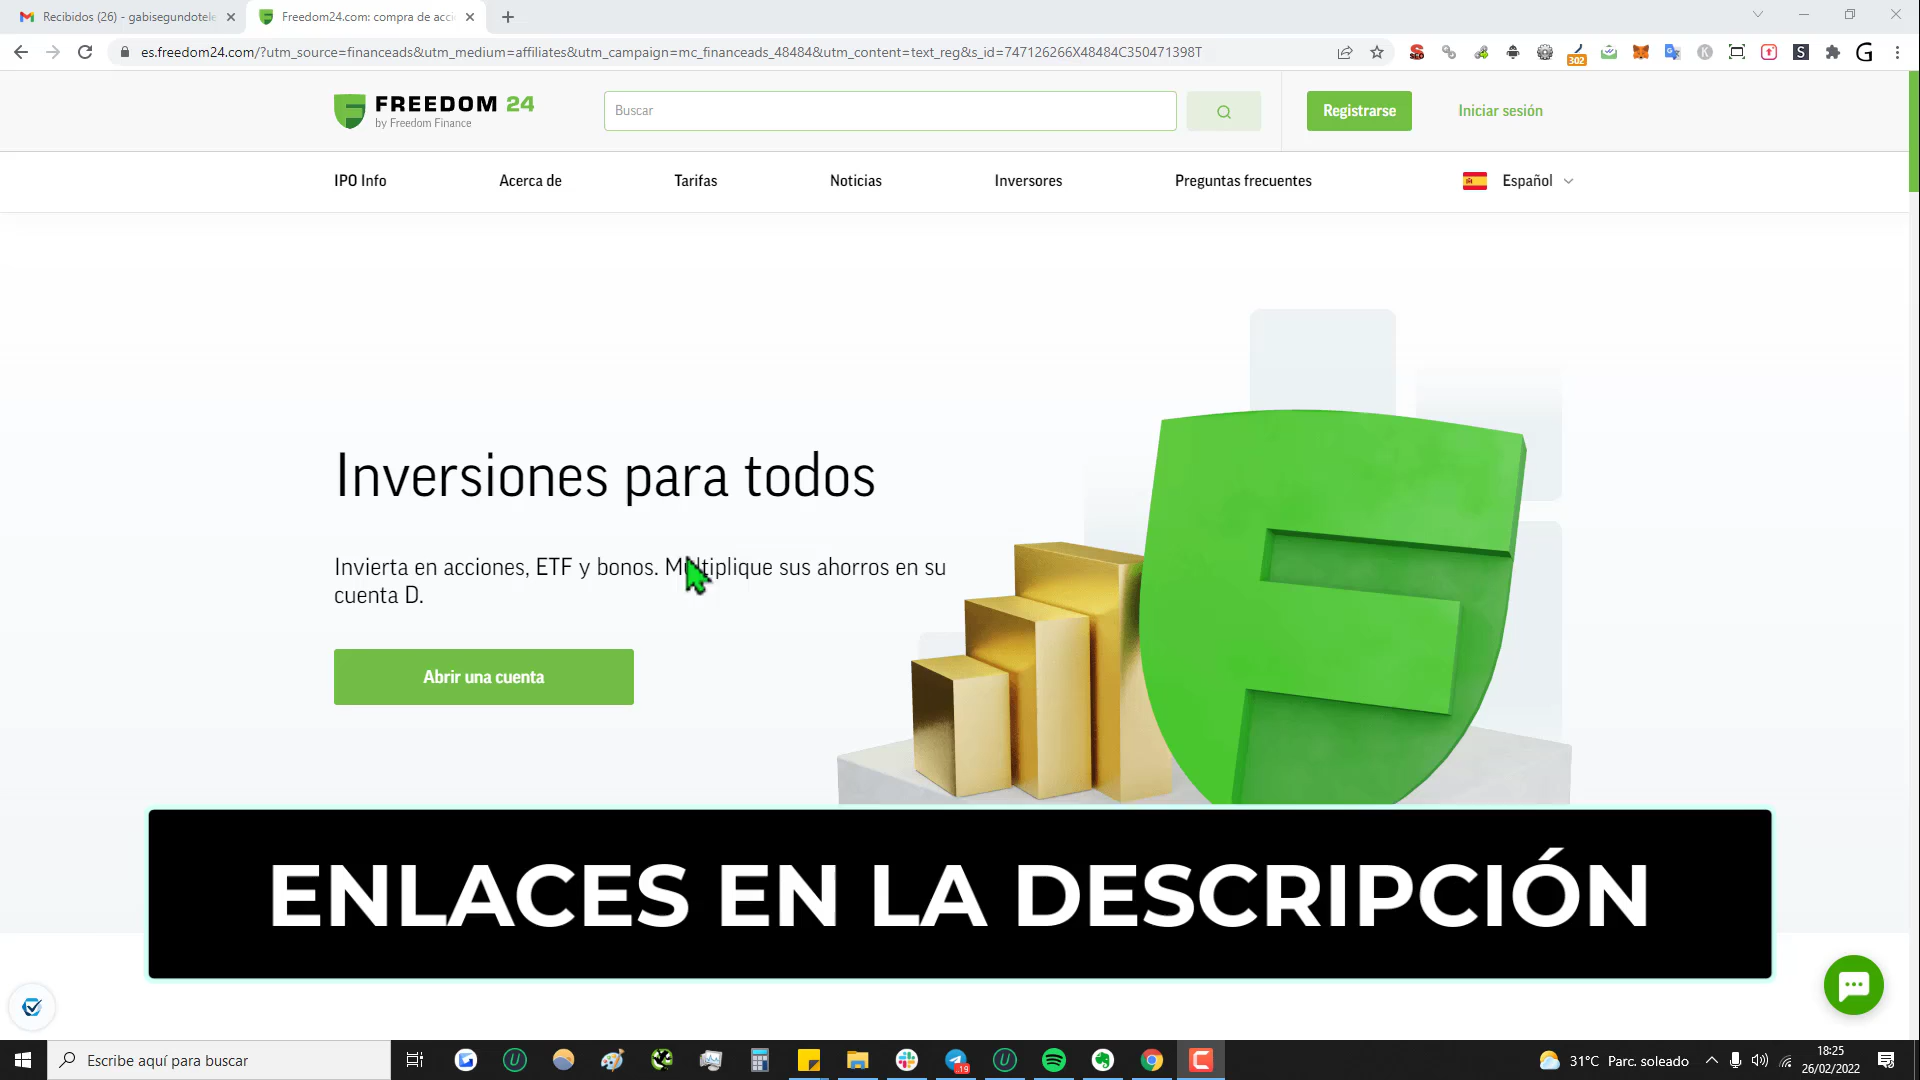 Recibidos (26) - gabisegundotele
Freedom24.com: compra de acci
es.freedom24.com/?utm_source=financeads&utm_medium=affiliates&utm_campaign=mc_financeads_48484&utm_content=text_reg&s_id=747126266X48484C350471398T
302
FREEDOM 24
by Freedom Finance
Buscar
Registrarse
Iniciar sesión
IPO Info
Acerca de
Tarifas
Noticias
Inversores
Preguntas frecuentes
Español
Inversiones para todos
Invierta en acciones, ETF y bonos. Multiplique sus ahorros en su
cuenta D.
Abrir una cuenta
ENLACES EN LA DESCRIPCIÓN
Escribe aquí para buscar
19
31°C Parc. soleado
18:25
26/02/2022